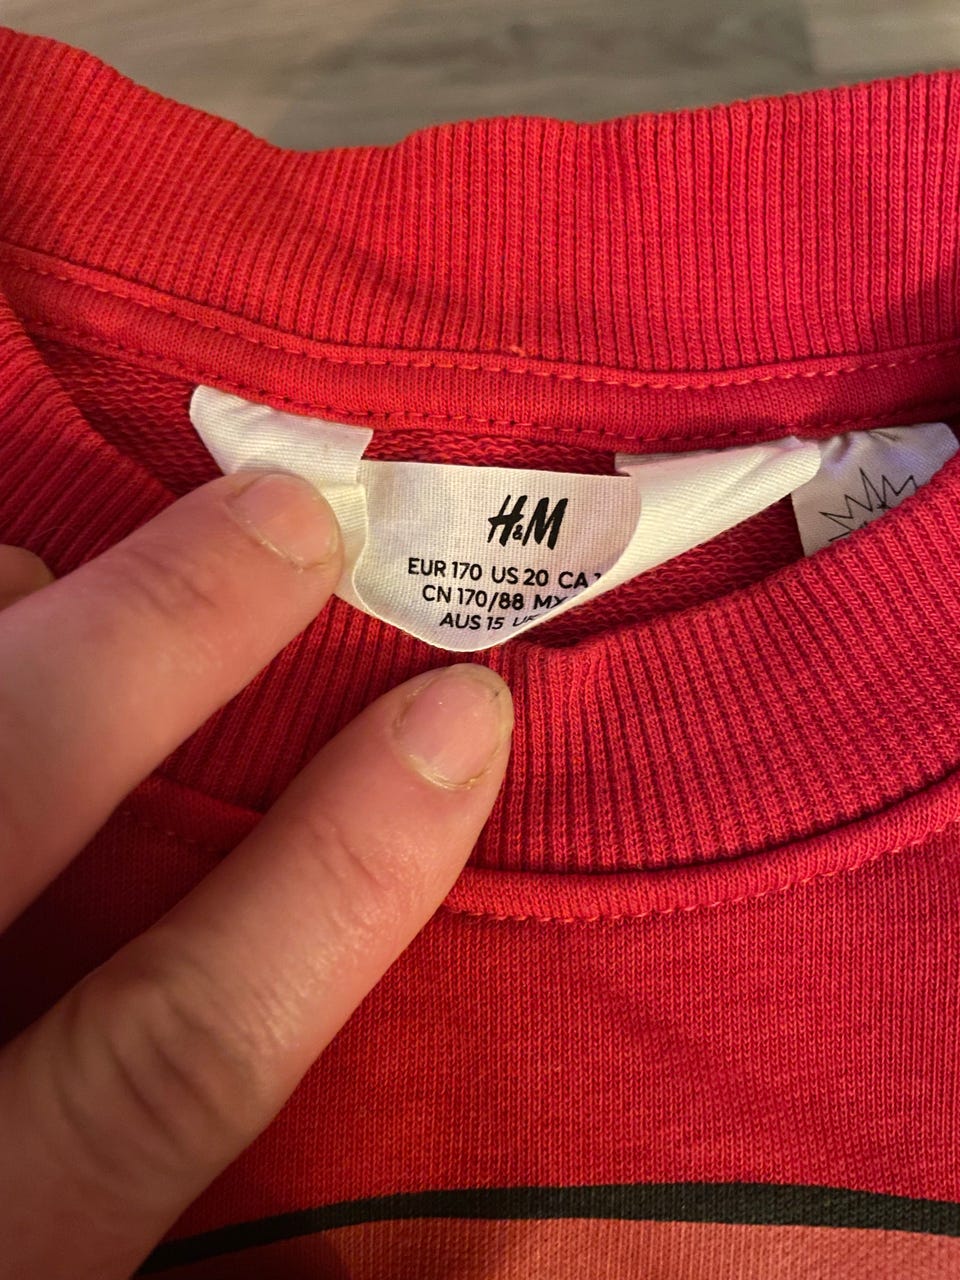 H&M
EUR 170 US 20 CA
CN 170/88 MX
AUS 15